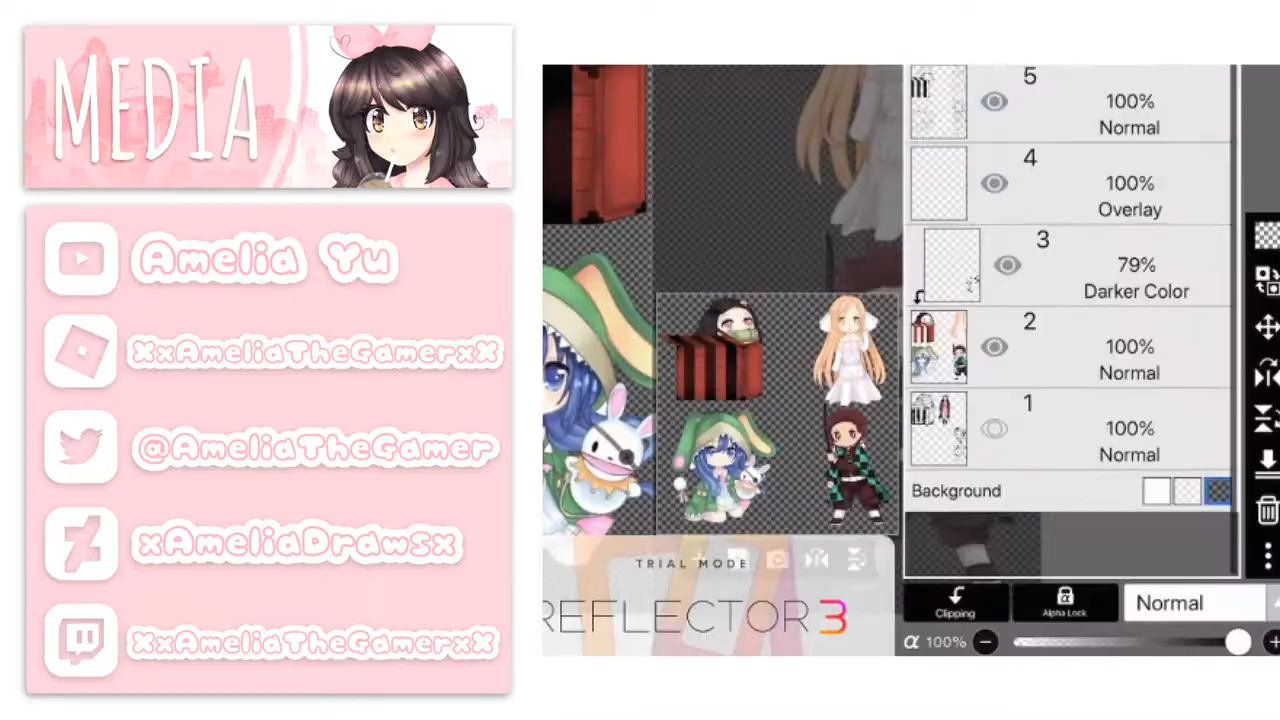 MEDIA
Amelia Yu
XxAmeliaTheGamerxX
@AmeliaTheGamer
xAmeliaDrawsx
XxAmeliaTheGamerxX
5
100%
Normal
4
100%
Overlay
3
79%
Darker Color
2
100%
Normal
1
100%
Normal
Background
TRIAL MODE
REFLECTOR 3
Clipping
Alpha Lock
Normal
α 100%